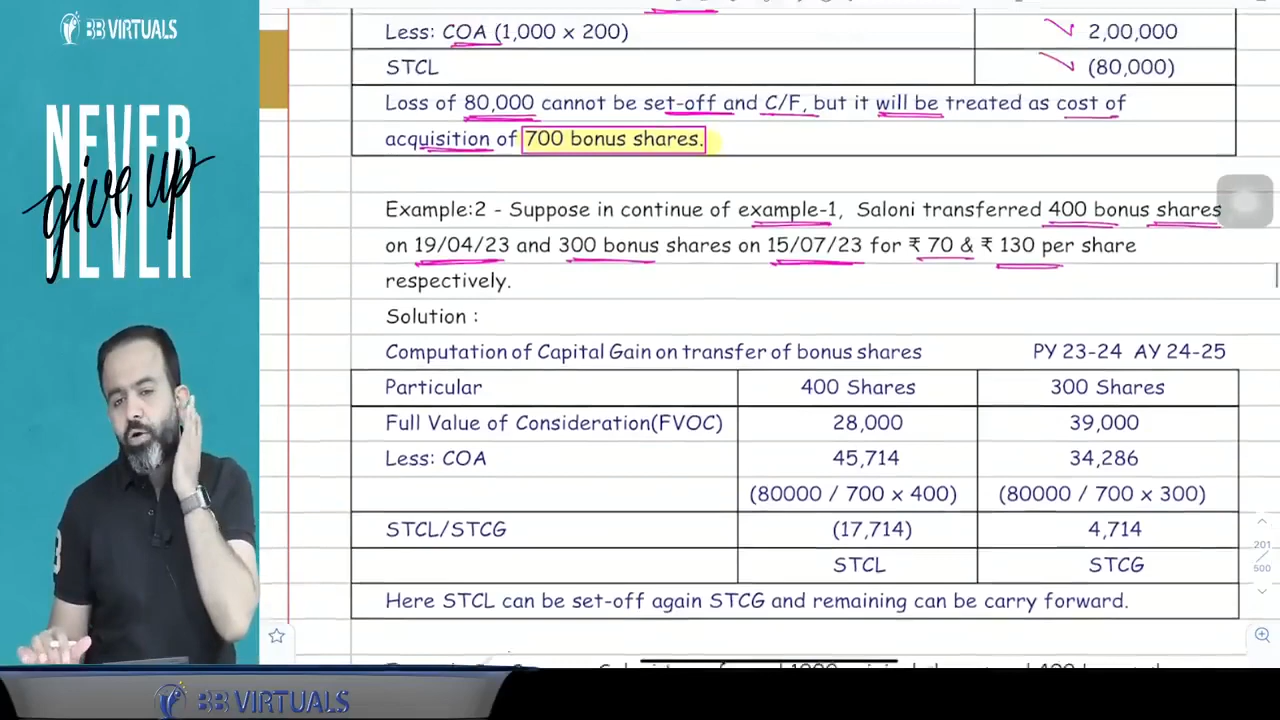 BB VIRTUALS
NEVER
give up
NEVER
Less: COA (1,000 x 200) 2,00,000
STCL (80,000)
Loss of 80,000 cannot be set-off and C/F, but it will be treated as cost of
acquisition of 700 bonus shares.
Example:2 - Suppose in continue of example-1, Saloni transferred 400 bonus shares
on 19/04/23 and 300 bonus shares on 15/07/23 for ₹ 70 & ₹ 130 per share
respectively.
Solution :
Computation of Capital Gain on transfer of bonus shares PY 23-24 AY 24-25
Particular 400 Shares 300 Shares
Full Value of Consideration(FVOC) 28,000 39,000
Less: COA 45,714 34,286
(80000 / 700 x 400) (80000 / 700 x 300)
STCL/STCG (17,714) 4,714
STCL STCG
Here STCL can be set-off again STCG and remaining can be carry forward.
201
/
500
BB VIRTUALS